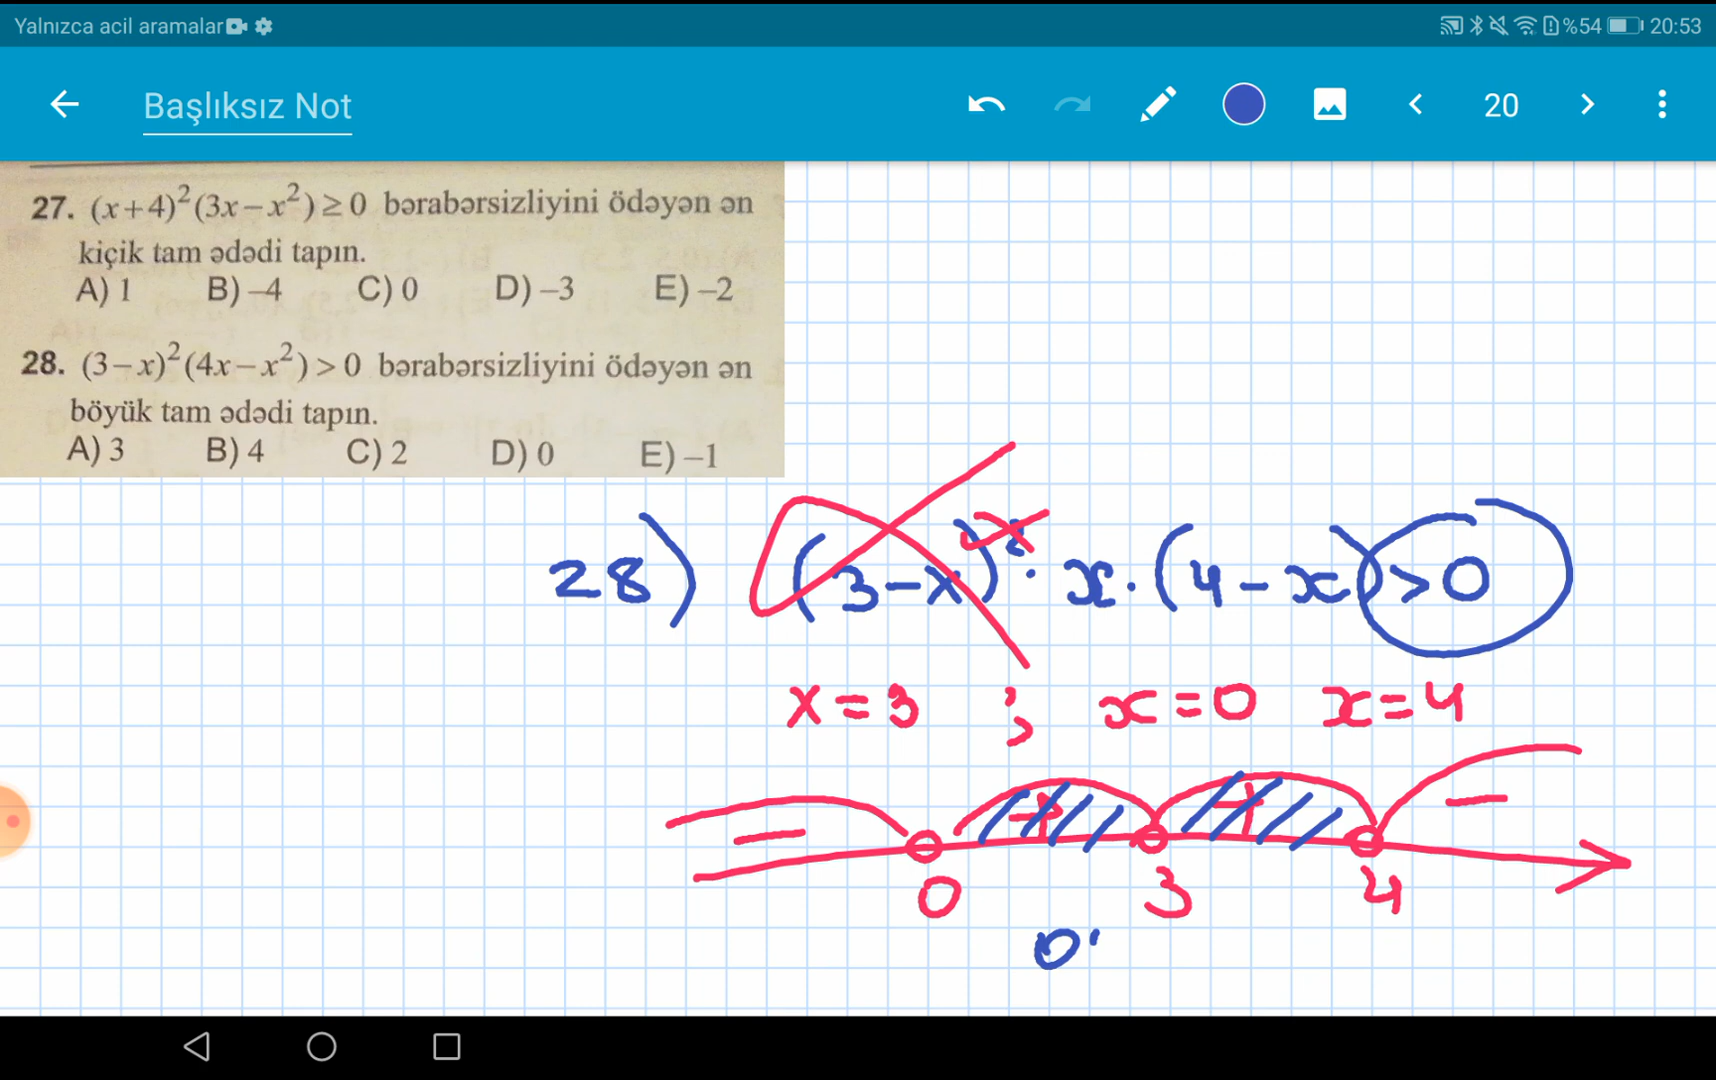 Yalnızca acil aramalar %54 20:53
Başlıksız Not 20
27. (x+4)²(3x−x²)≥0 bərabərsizliyini ödəyən ən
kiçik tam ədədi tapın.
A) 1 B) −4 C) 0 D) −3 E) −2
28. (3−x)²(4x−x²)>0 bərabərsizliyini ödəyən ən
böyük tam ədədi tapın.
A) 3 B) 4 C) 2 D) 0 E) −1
28) (3−x)² · x · (4−x) > 0
x=3 ; x=0 x=4
− + + −
0 3 4
0'